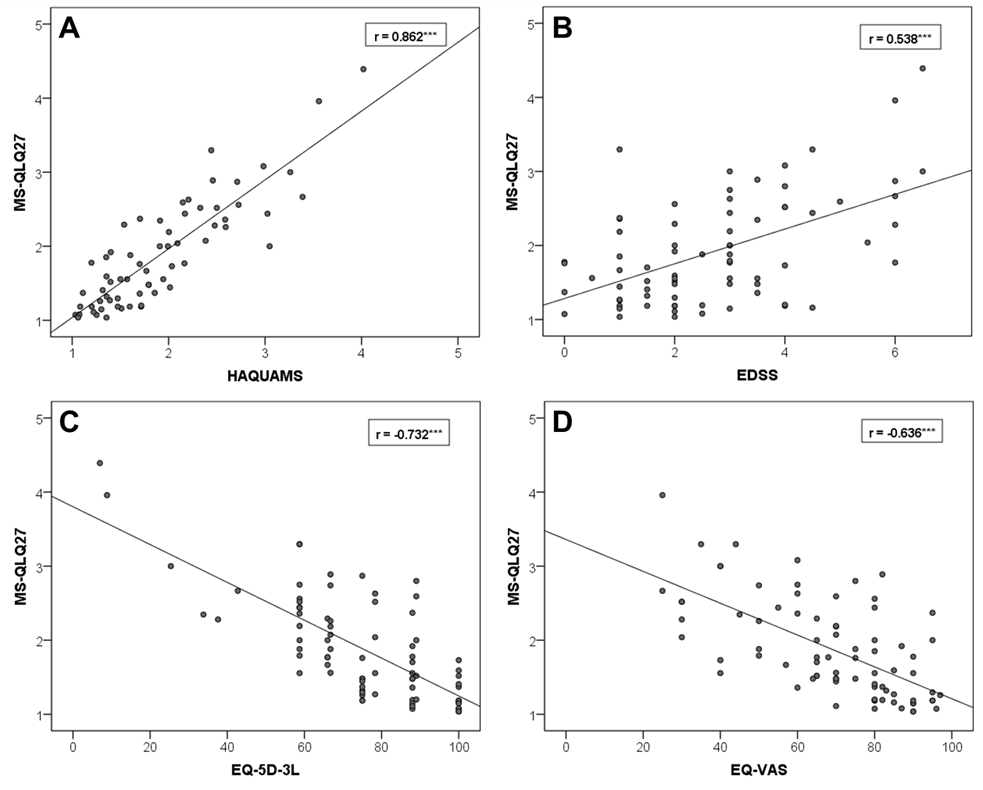 A
r = 0.862***
MS-QLQ27
5
4
3
2
1
1 2 3 4 5
HAQUAMS
B
r = 0.538***
MS-QLQ27
5
4
3
2
1
0 2 4 6
EDSS
C
r = -0.732***
MS-QLQ27
5
4
3
2
1
0 20 40 60 80 100
EQ-5D-3L
D
r = -0.636***
MS-QLQ27
5
4
3
2
1
0 20 40 60 80 100
EQ-VAS